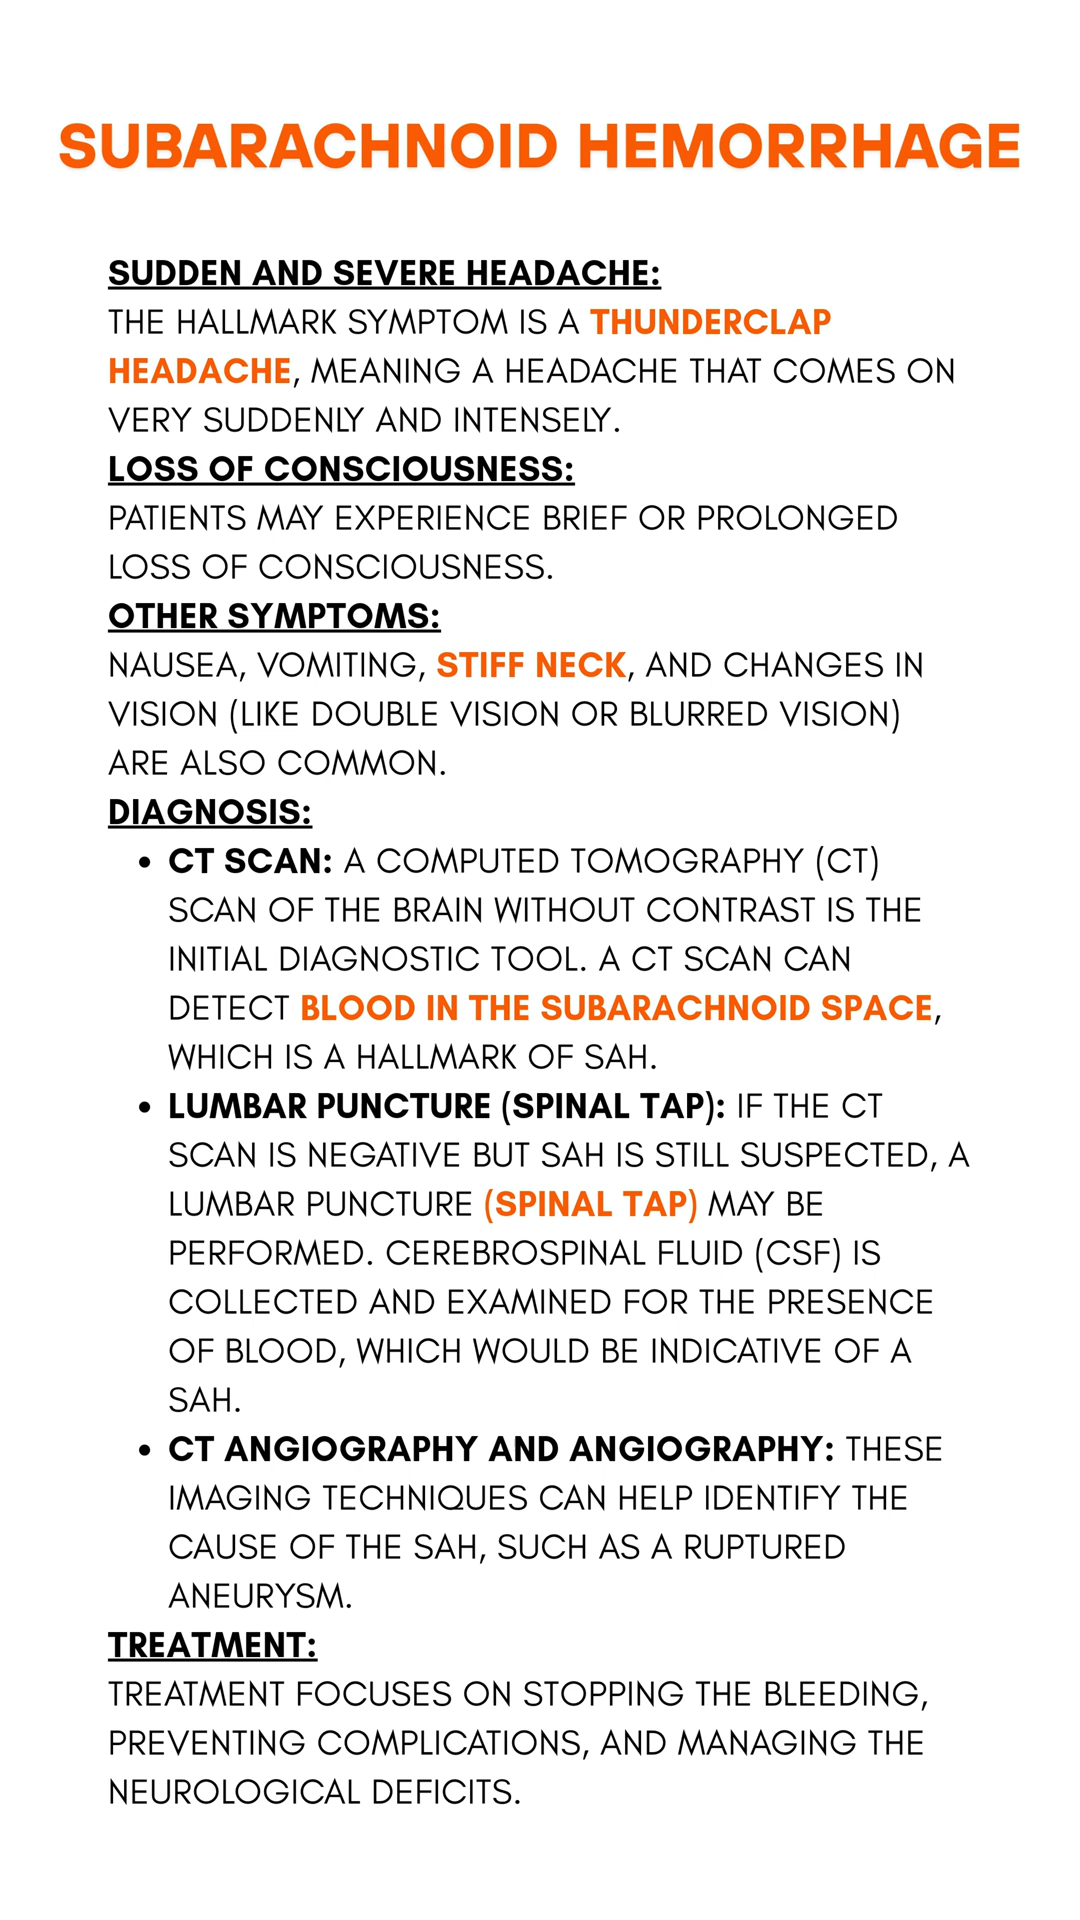 SUBARACHNOID HEMORRHAGE
SUDDEN AND SEVERE HEADACHE:
THE HALLMARK SYMPTOM IS A THUNDERCLAP
HEADACHE, MEANING A HEADACHE THAT COMES ON
VERY SUDDENLY AND INTENSELY.
LOSS OF CONSCIOUSNESS:
PATIENTS MAY EXPERIENCE BRIEF OR PROLONGED
LOSS OF CONSCIOUSNESS.
OTHER SYMPTOMS:
NAUSEA, VOMITING, STIFF NECK, AND CHANGES IN
VISION (LIKE DOUBLE VISION OR BLURRED VISION)
ARE ALSO COMMON.
DIAGNOSIS:
• CT SCAN: A COMPUTED TOMOGRAPHY (CT)
SCAN OF THE BRAIN WITHOUT CONTRAST IS THE
INITIAL DIAGNOSTIC TOOL. A CT SCAN CAN
DETECT BLOOD IN THE SUBARACHNOID SPACE,
WHICH IS A HALLMARK OF SAH.
• LUMBAR PUNCTURE (SPINAL TAP): IF THE CT
SCAN IS NEGATIVE BUT SAH IS STILL SUSPECTED, A
LUMBAR PUNCTURE (SPINAL TAP) MAY BE
PERFORMED. CEREBROSPINAL FLUID (CSF) IS
COLLECTED AND EXAMINED FOR THE PRESENCE
OF BLOOD, WHICH WOULD BE INDICATIVE OF A
SAH.
• CT ANGIOGRAPHY AND ANGIOGRAPHY: THESE
IMAGING TECHNIQUES CAN HELP IDENTIFY THE
CAUSE OF THE SAH, SUCH AS A RUPTURED
ANEURYSM.
TREATMENT:
TREATMENT FOCUSES ON STOPPING THE BLEEDING,
PREVENTING COMPLICATIONS, AND MANAGING THE
NEUROLOGICAL DEFICITS.